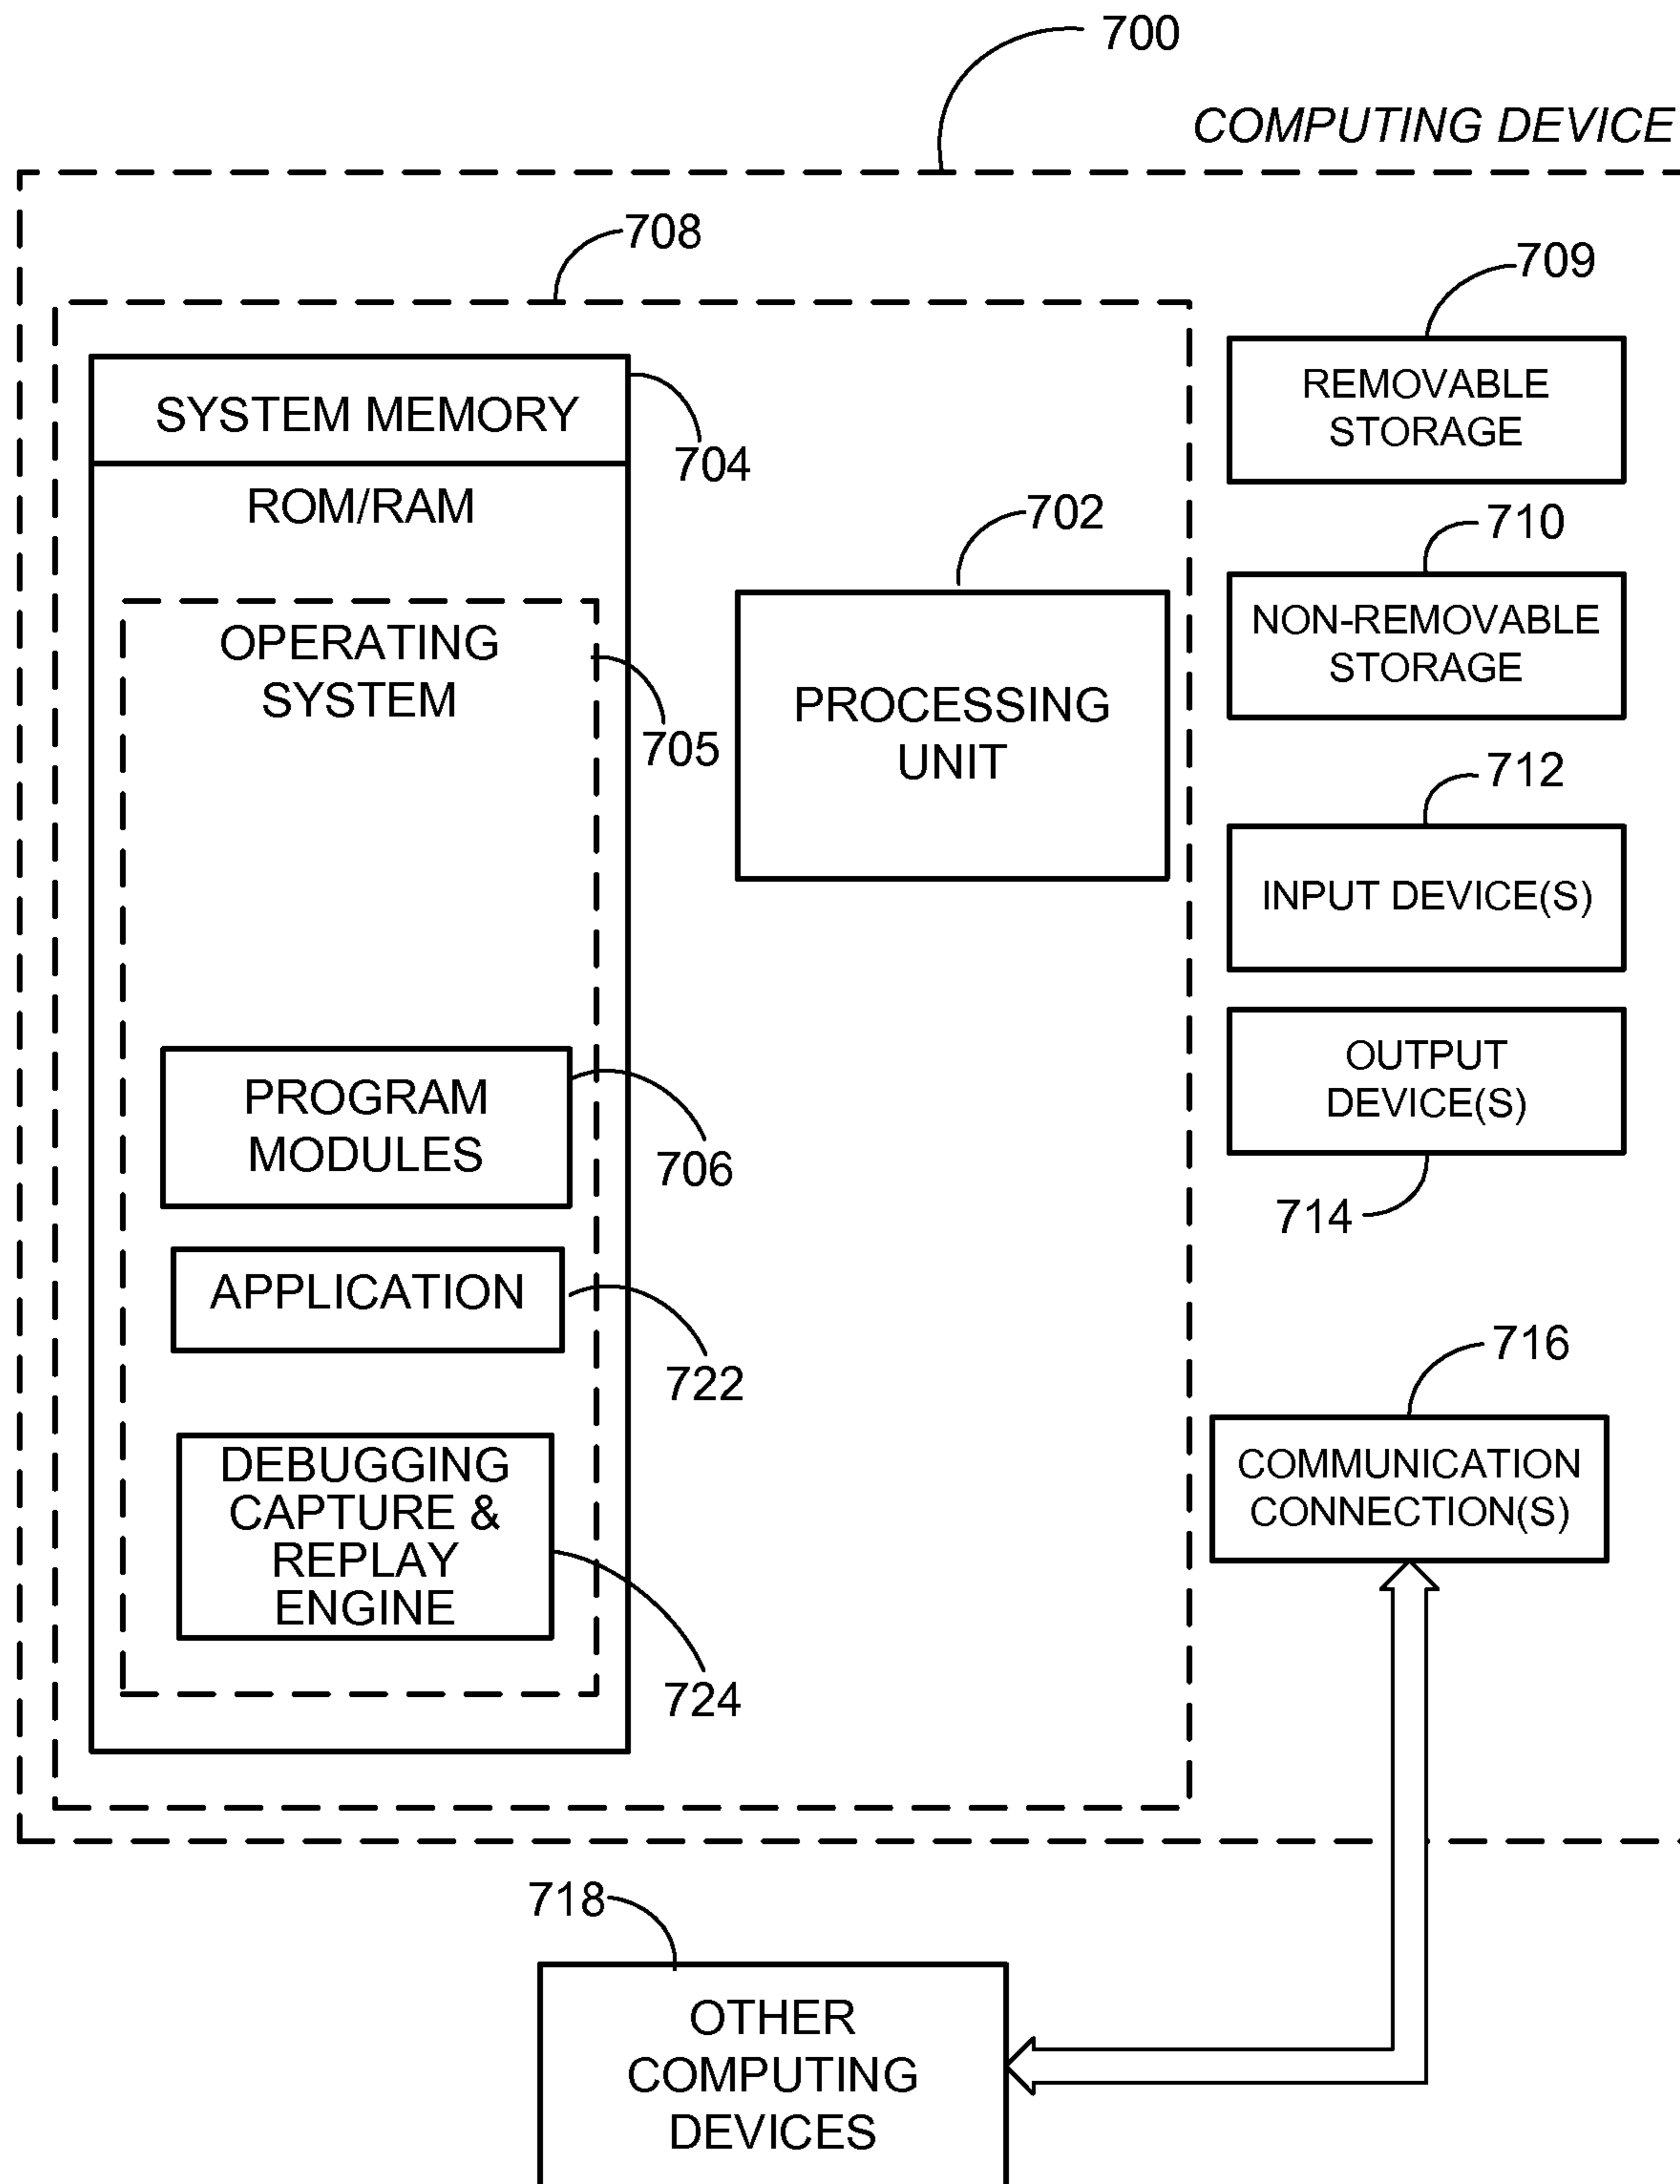 700
COMPUTING DEVICE
708
709
SYSTEM MEMORY
704
ROM/RAM
REMOVABLE
STORAGE
702
710
OPERATING
SYSTEM
705
PROCESSING
UNIT
NON-REMOVABLE
STORAGE
712
INPUT DEVICE(S)
PROGRAM
MODULES
706
OUTPUT
DEVICE(S)
714
APPLICATION
722
716
DEBUGGING
CAPTURE &
REPLAY
ENGINE
724
COMMUNICATION
CONNECTION(S)
718
OTHER
COMPUTING
DEVICES